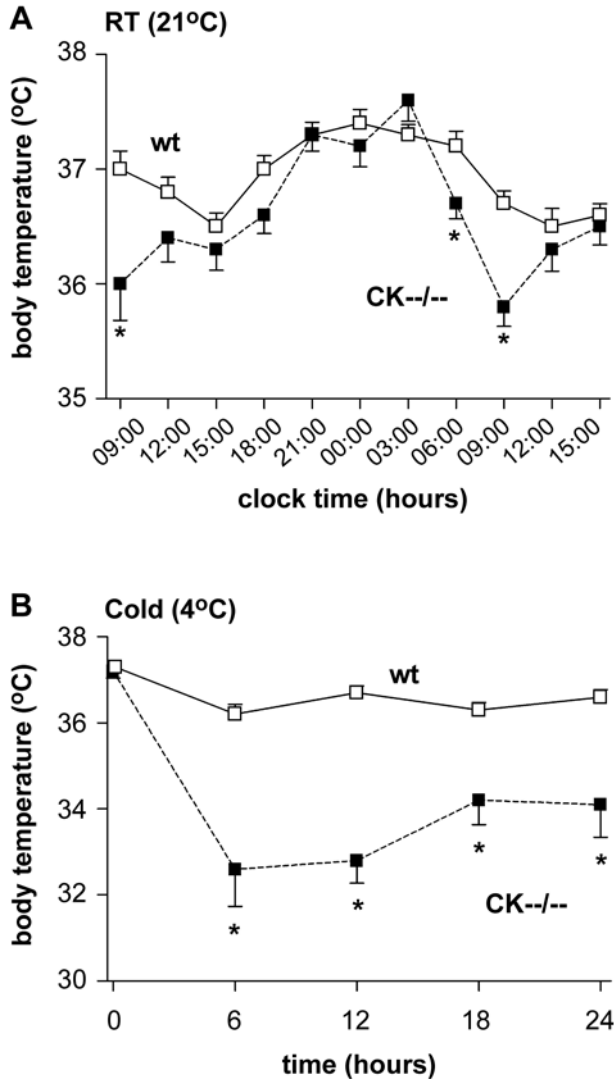 A RT (21ºC)
38
37
36
35
body temperature (ºC)
wt
CK--/--
*
*
*
09:00
12:00
15:00
18:00
21:00
00:00
03:00
06:00
09:00
12:00
15:00
clock time (hours)
B Cold (4ºC)
38
36
34
32
30
body temperature (ºC)
wt
CK--/--
*
*
*
*
0 6 12 18 24
time (hours)